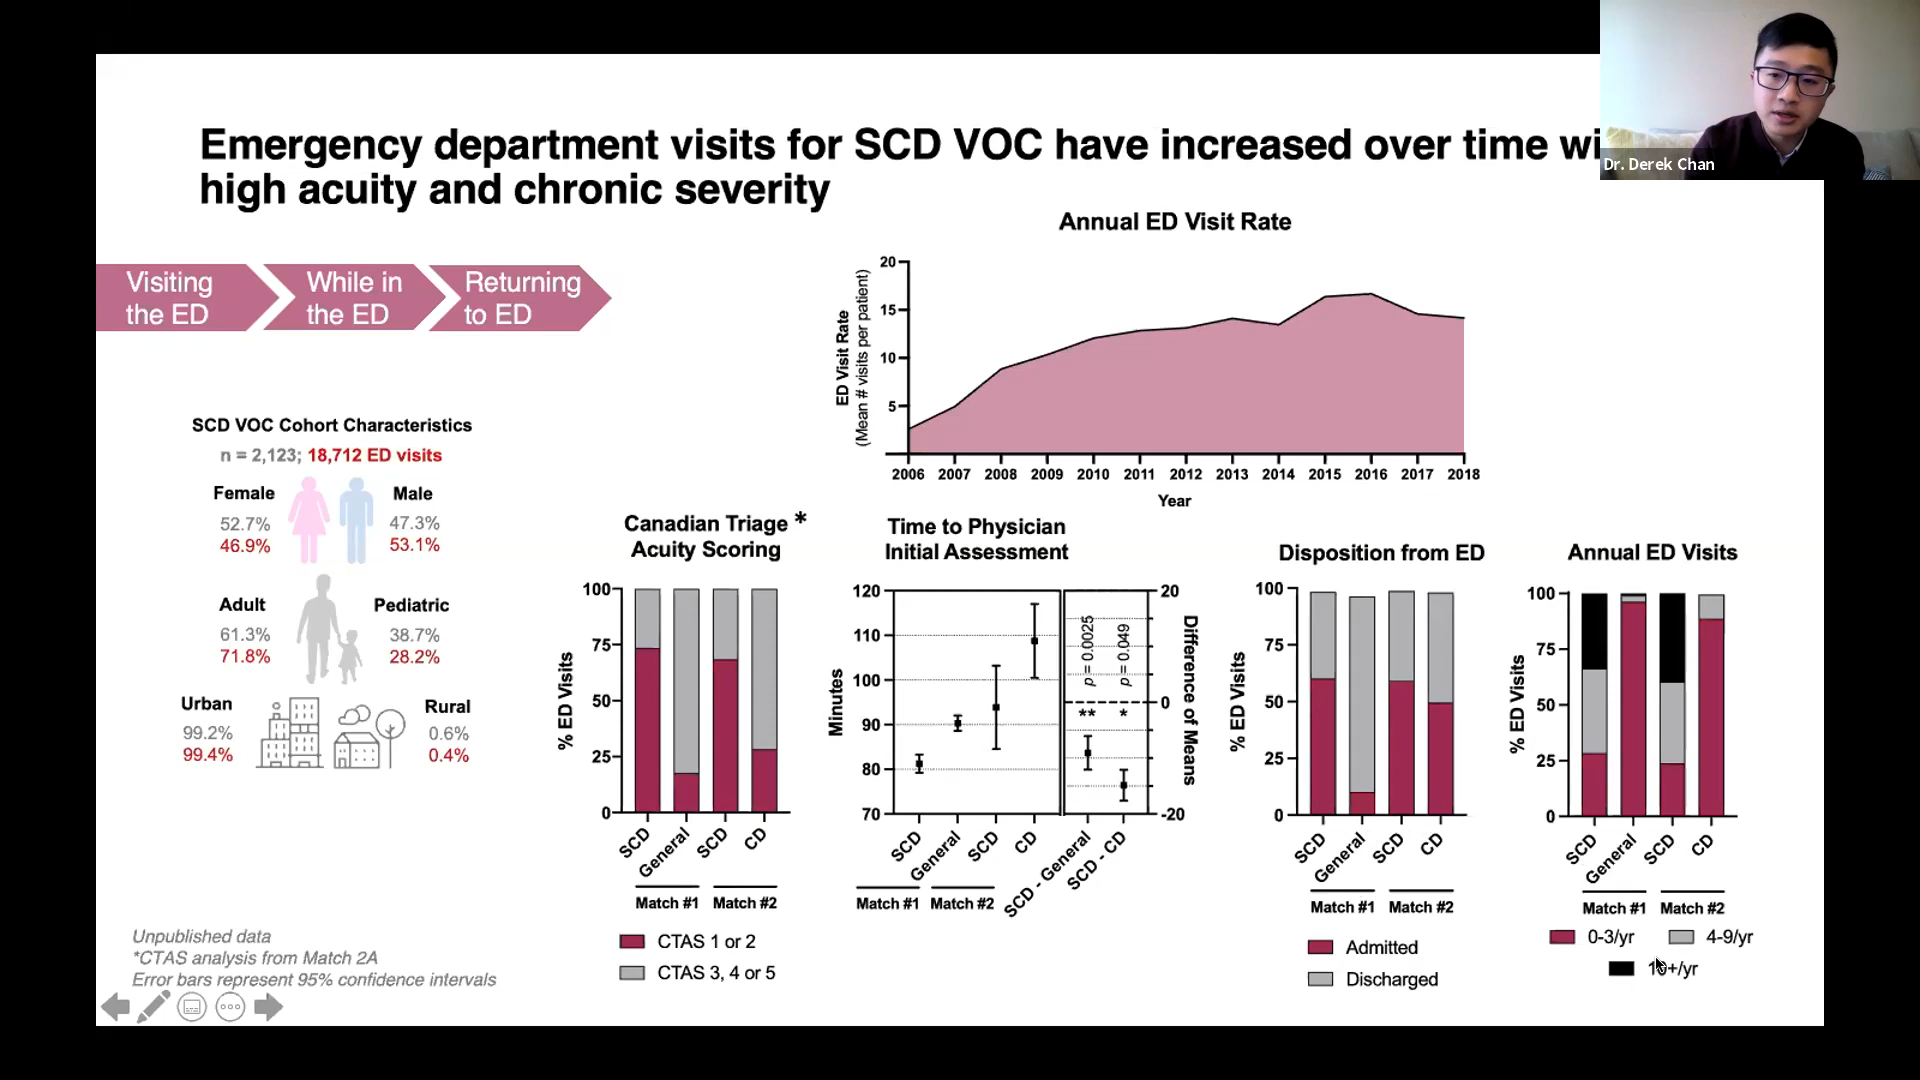 Emergency department visits for SCD VOC have increased over time wi
high acuity and chronic severity
Dr. Derek Chan
Visiting
the ED
While in
the ED
Returning
to ED
Annual ED Visit Rate
ED Visit Rate
(Mean # visits per patient)
20
15
10
5
2006 2007 2008 2009 2010 2011 2012 2013 2014 2015 2016 2017 2018
Year
SCD VOC Cohort Characteristics
n = 2,123; 18,712 ED visits
Female Male
52.7% 47.3%
46.9% 53.1%
Adult Pediatric
61.3% 38.7%
71.8% 28.2%
Urban Rural
99.2% 0.6%
99.4% 0.4%
Canadian Triage *
Acuity Scoring
% ED Visits
100
75
50
25
0
SCD General SCD CD
Match #1 Match #2
CTAS 1 or 2
CTAS 3, 4 or 5
Time to Physician
Initial Assessment
Minutes
120
110
100
90
80
70
p = 0.0025
p = 0.049
** *
20
0
-20
Difference of Means
SCD General SCD CD SCD - General SCD - CD
Match #1 Match #2
Disposition from ED
% ED Visits
100
75
50
25
0
SCD General SCD CD
Match #1 Match #2
Admitted
Discharged
Annual ED Visits
% ED Visits
100
75
50
25
0
SCD General SCD CD
Match #1 Match #2
0-3/yr 4-9/yr
10+/yr
Unpublished data
*CTAS analysis from Match 2A
Error bars represent 95% confidence intervals